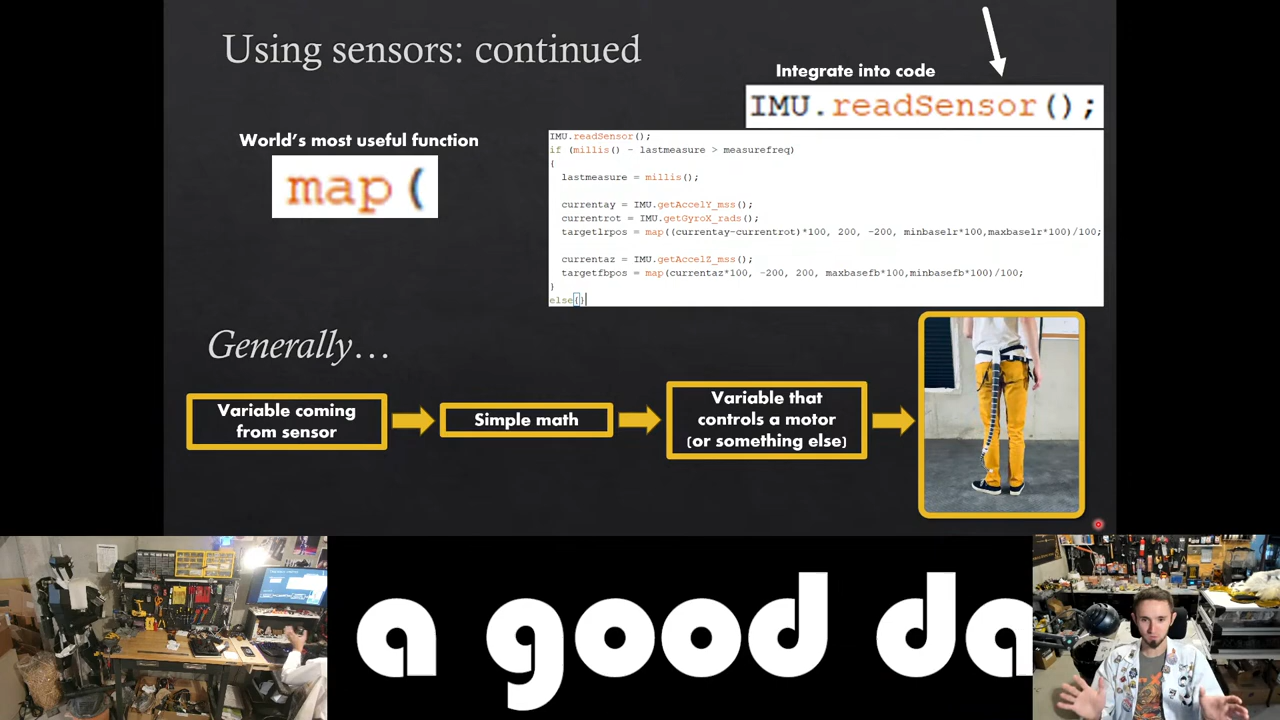 Using sensors: continued
Integrate into code
IMU.readSensor();
World's most useful function
map(
IMU.readSensor();
if (millis() - lastmeasure > measurefreq)
{
lastmeasure = millis();
currentay = IMU.getAccelY_mss();
currentrot = IMU.getGyroX_rads();
targetlrpos = map((currentay-currentrot)*100, 200, -200, minbaselr*100,maxbaselr*100)/100;
currentaz = IMU.getAccelZ_mss();
targetfbpos = map(currentaz*100, -200, 200, maxbasefb*100,minbasefb*100)/100;
}
else{}
Generally...
Variable coming
from sensor
Simple math
Variable that
controls a motor
(or something else)
a good da